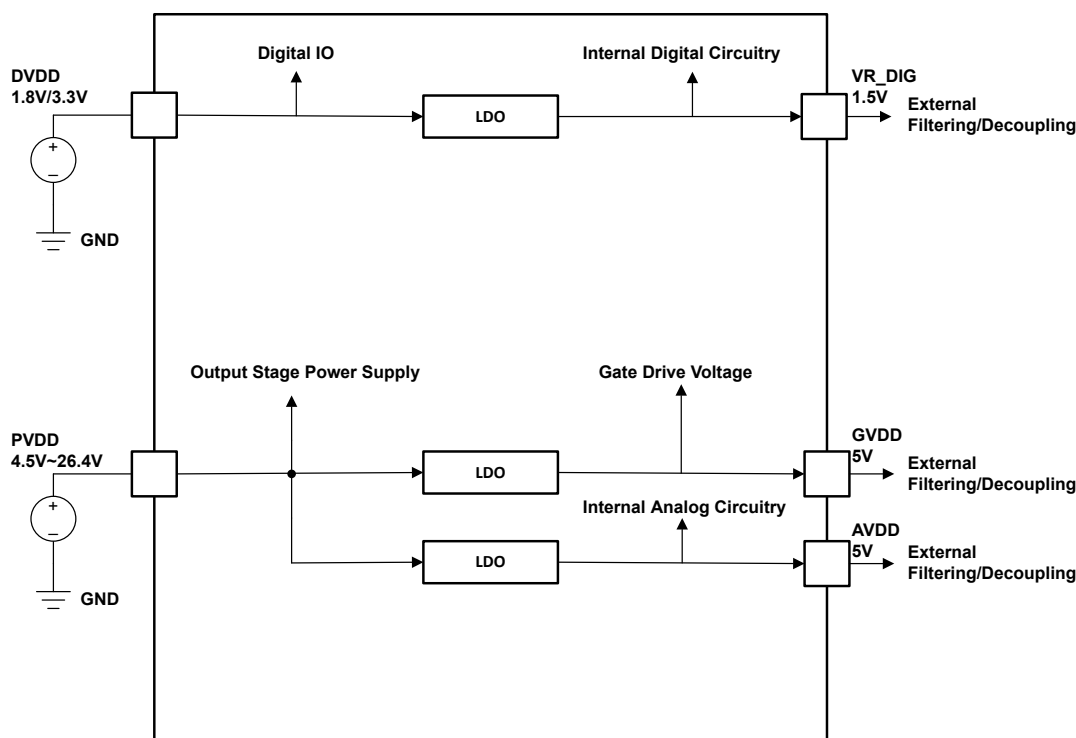 Digital IO
Internal Digital Circuitry
DVDD
1.8V/3.3V
VR_DIG
1.5V
External
Filtering/Decoupling
LDO
+
−
GND
Output Stage Power Supply
Gate Drive Voltage
PVDD
4.5V~26.4V
GVDD
5V
External
Filtering/Decoupling
LDO
Internal Analog Circuitry
+
−
AVDD
5V
External
Filtering/Decoupling
LDO
GND